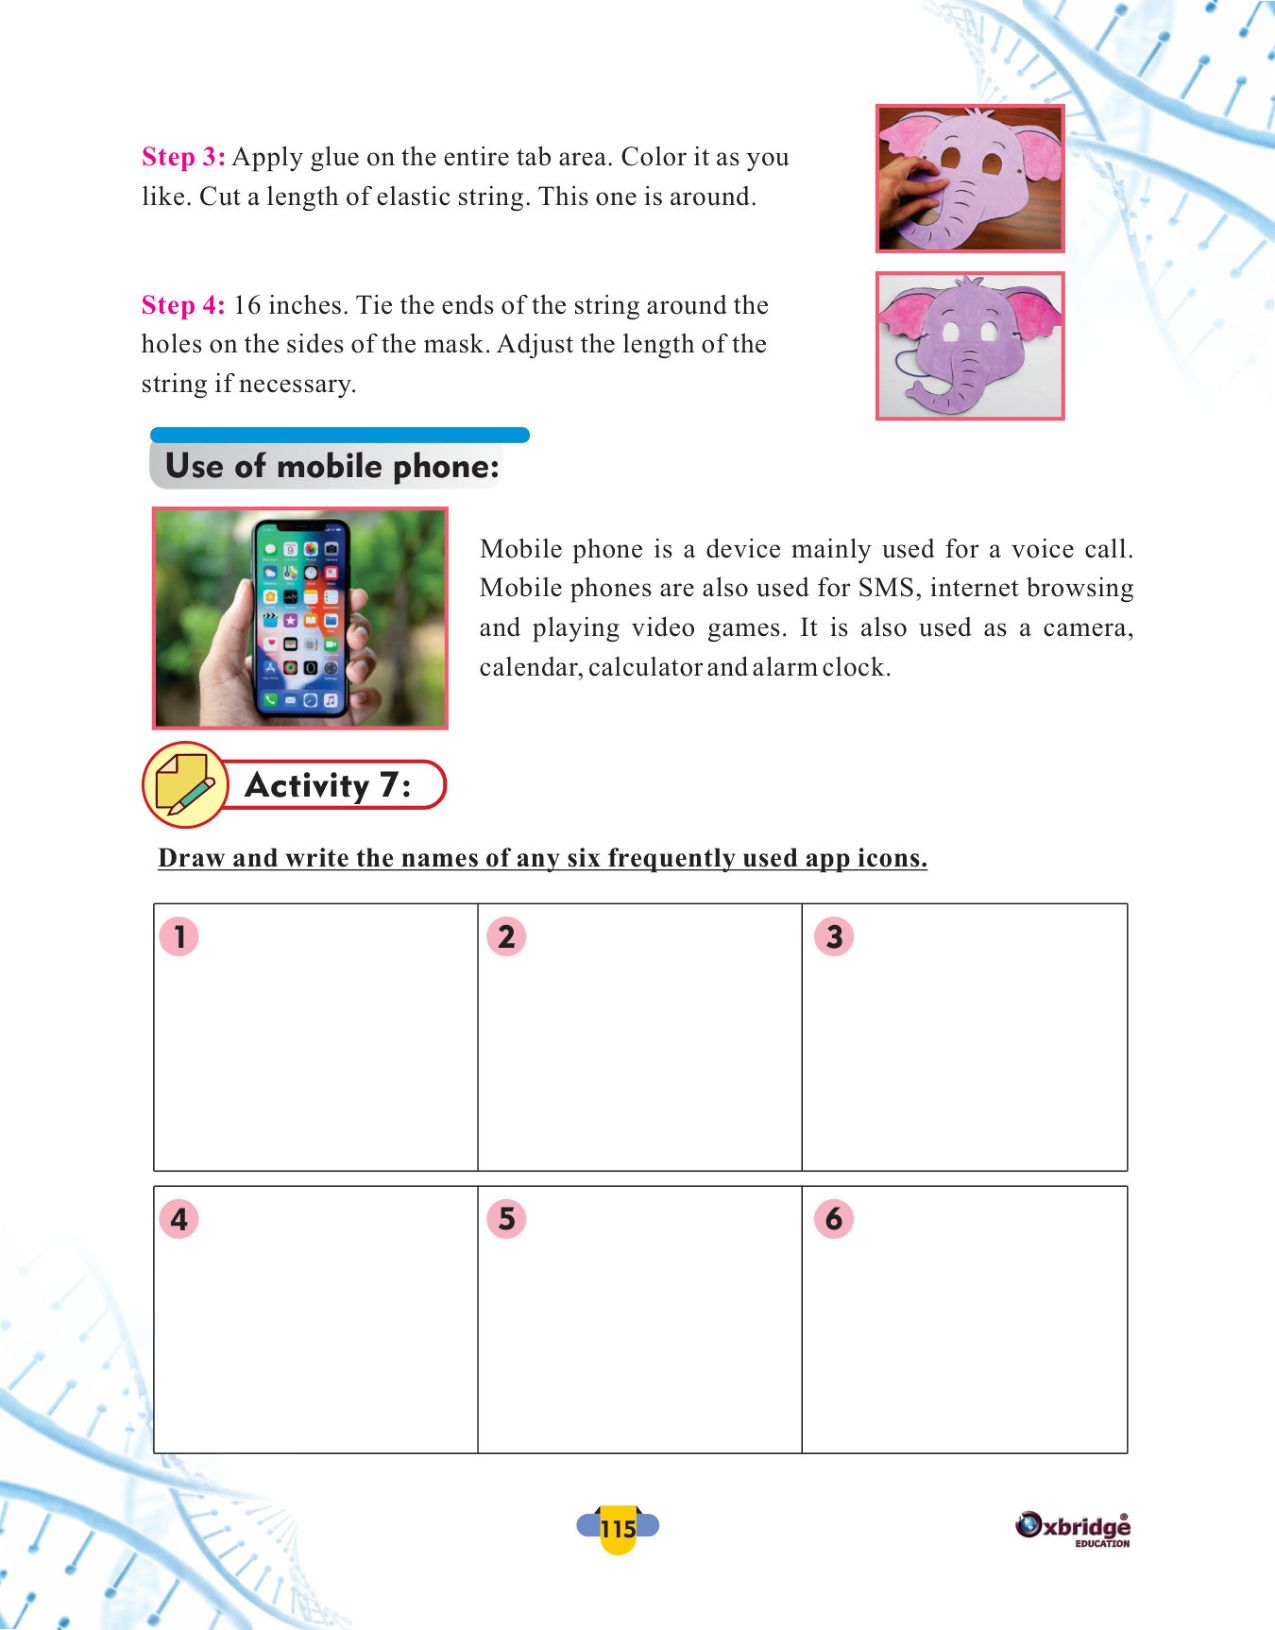 Step 3: Apply glue on the entire tab area. Color it as you
like. Cut a length of elastic string. This one is around.
Step 4: 16 inches. Tie the ends of the string around the
holes on the sides of the mask. Adjust the length of the
string if necessary.
Use of mobile phone:
Mobile phone is a device mainly used for a voice call.
Mobile phones are also used for SMS, internet browsing
and playing video games. It is also used as a camera,
calendar, calculator and alarm clock.
Activity 7:
Draw and write the names of any six frequently used app icons.
1
2
3
4
5
6
115
Oxbridge®
EDUCATION